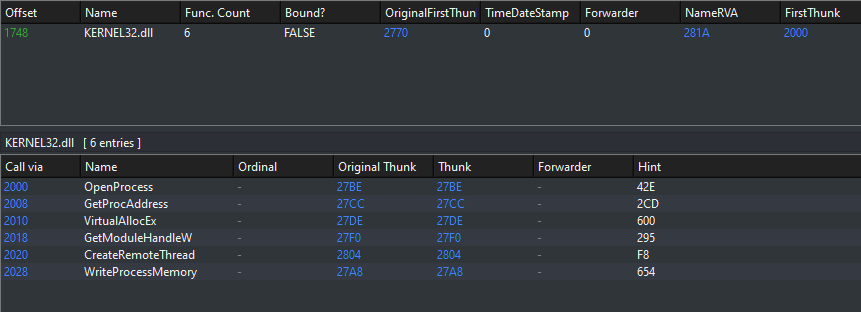 Offset Name Func. Count Bound? OriginalFirstThun TimeDateStamp Forwarder NameRVA FirstThunk
1748 KERNEL32.dll 6 FALSE 2770 0 0 281A 2000
KERNEL32.dll [ 6 entries ]
Call via Name Ordinal Original Thunk Thunk Forwarder Hint
2000 OpenProcess - 27BE 27BE - 42E
2008 GetProcAddress - 27CC 27CC - 2CD
2010 VirtualAllocEx - 27DE 27DE - 600
2018 GetModuleHandleW - 27F0 27F0 - 295
2020 CreateRemoteThread - 2804 2804 - F8
2028 WriteProcessMemory - 27A8 27A8 - 654